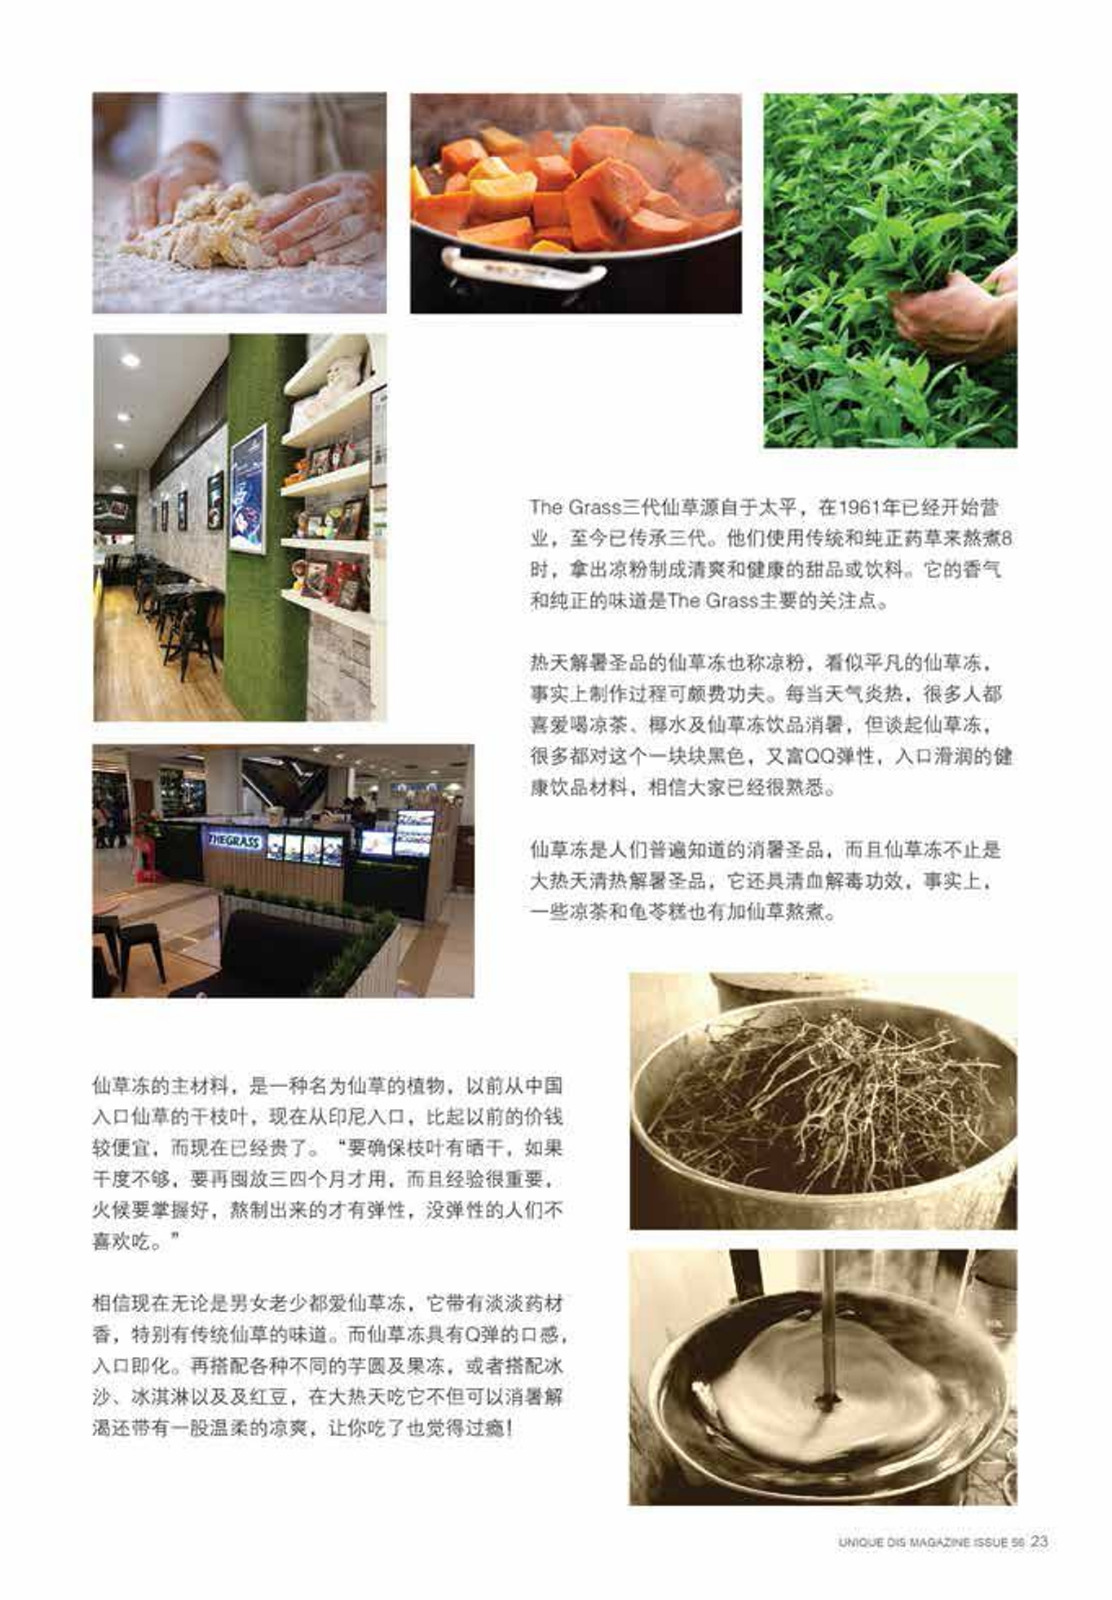 THEGRASS
The Grass三代仙草源自于太平，在1961年已经开始营
业，至今已传承三代。他们使用传统和纯正药草来熬煮8
时，拿出凉粉制成清爽和健康的甜品或饮料。它的香气
和纯正的味道是The Grass主要的关注点。
热天解暑圣品的仙草冻也称凉粉，看似平凡的仙草冻，
事实上制作过程可颇费功夫。每当天气炎热，很多人都
喜爱喝凉茶、椰水及仙草冻饮品消暑，但谈起仙草冻，
很多都对这个一块块黑色，又富QQ弹性，入口滑润的健
康饮品材料，相信大家已经很熟悉。
仙草冻是人们普遍知道的消暑圣品，而且仙草冻不止是
大热天清热解暑圣品，它还具清血解毒功效，事实上，
一些凉茶和龟苓糕也有加仙草熬煮。
仙草冻的主材料，是一种名为仙草的植物，以前从中国
入口仙草的干枝叶，现在从印尼入口，比起以前的价钱
较便宜，而现在已经贵了。“要确保枝叶有晒干，如果
干度不够，要再囤放三四个月才用，而且经验很重要，
火候要掌握好，熬制出来的才有弹性，没弹性的人们不
喜欢吃。”
相信现在无论是男女老少都爱仙草冻，它带有淡淡药材
香，特别有传统仙草的味道。而仙草冻具有Q弹的口感，
入口即化。再搭配各种不同的芋圆及果冻，或者搭配冰
沙、冰淇淋以及及红豆，在大热天吃它不但可以消暑解
渴还带有一股温柔的凉爽，让你吃了也觉得过瘾！
UNIQUE DIS MAGAZINE ISSUE 56 23